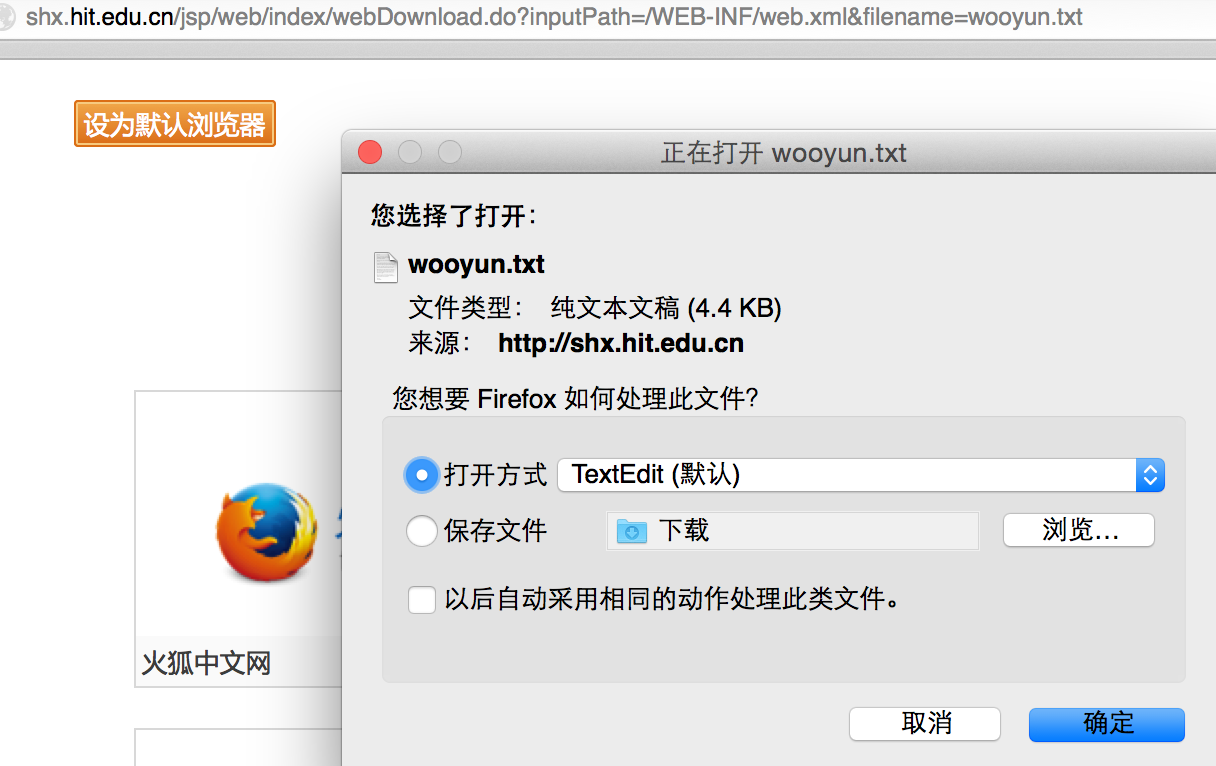 shx.hit.edu.cn/jsp/web/index/webDownload.do?inputPath=/WEB-INF/web.xml&filename=wooyun.txt
设为默认浏览器
正在打开 wooyun.txt
您选择了打开：
wooyun.txt
文件类型： 纯文本文稿 (4.4 KB)
来源： http://shx.hit.edu.cn
您想要 Firefox 如何处理此文件？
打开方式 TextEdit (默认)
保存文件 下载 浏览...
以后自动采用相同的动作处理此类文件。
火狐中文网
取消 确定